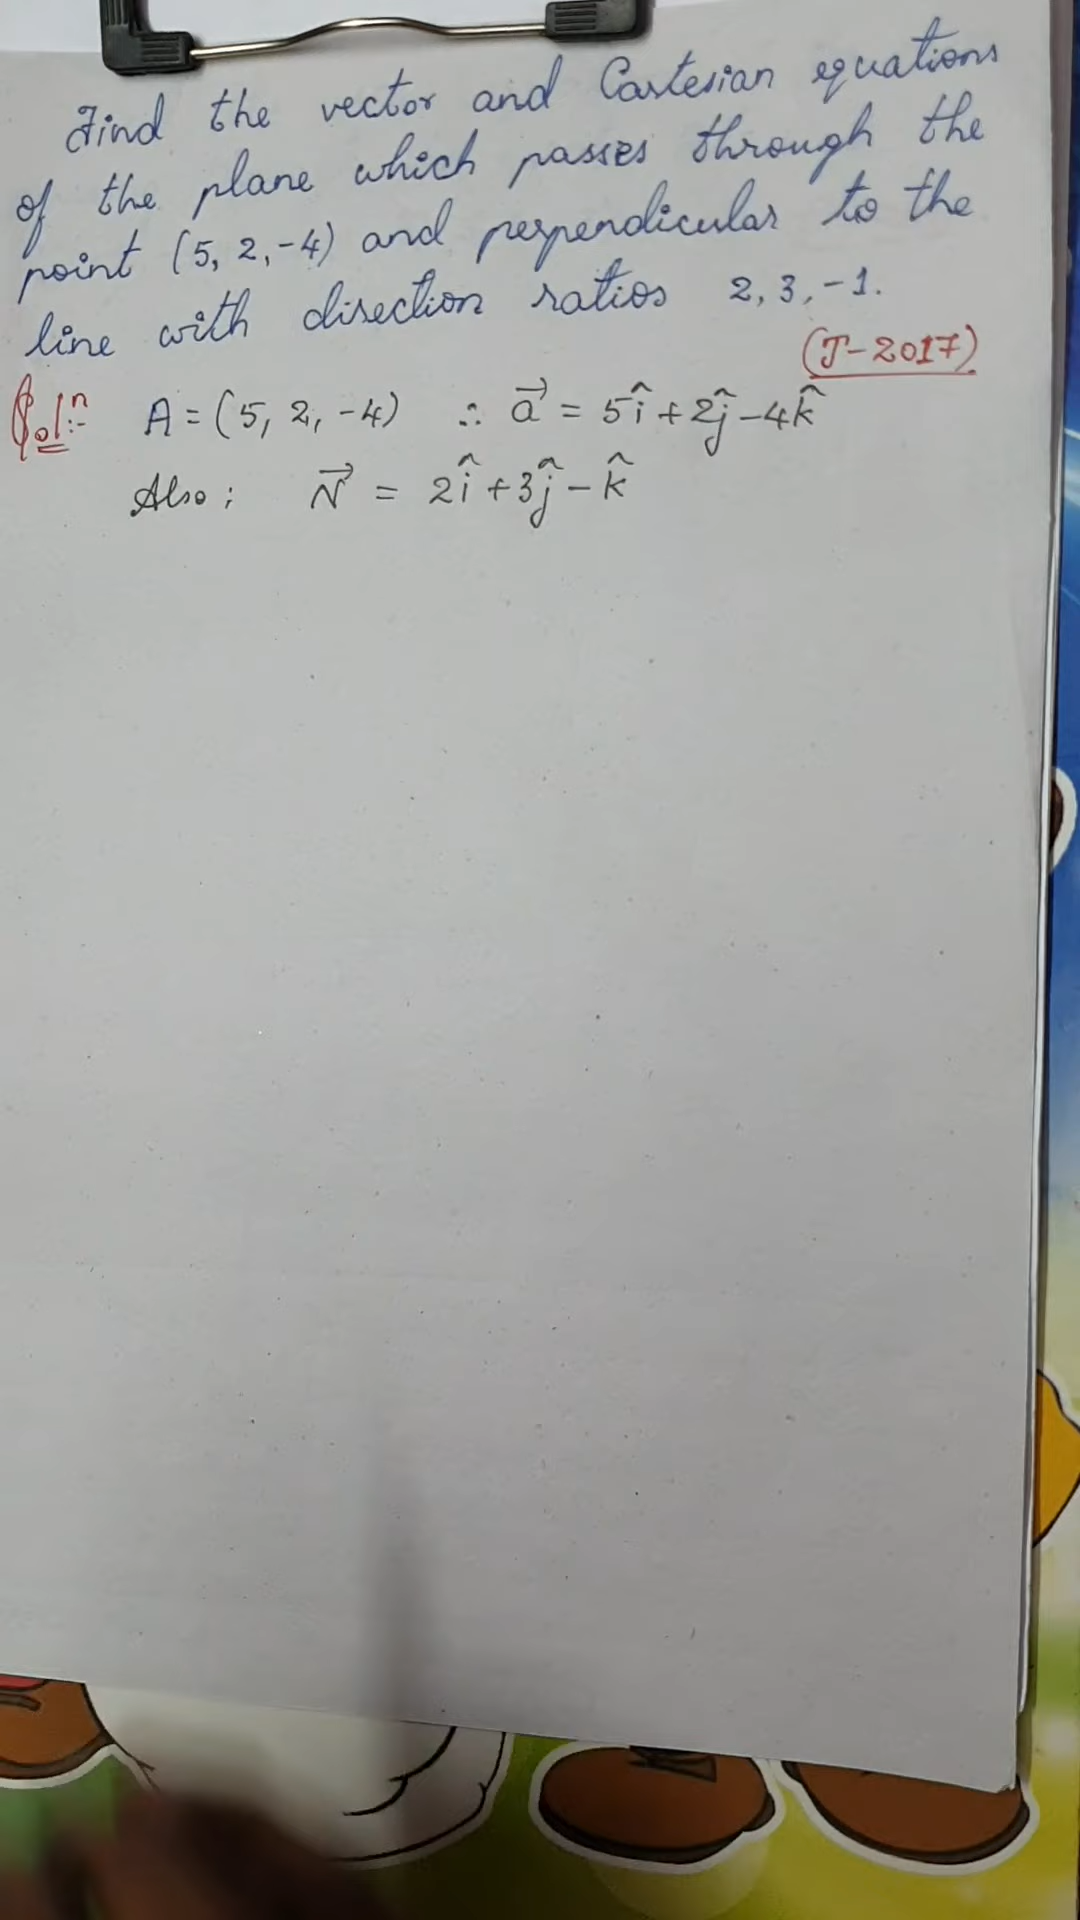 Find the vector and Cartesian equations
of the plane which passes through the
point (5, 2, -4) and perpendicular to the
line with direction ratios 2, 3, -1.
(J-2017)
Solⁿ:- A = (5, 2, -4) ∴ a⃗ = 5î + 2ĵ - 4k̂
Also; N⃗ = 2î + 3ĵ - k̂